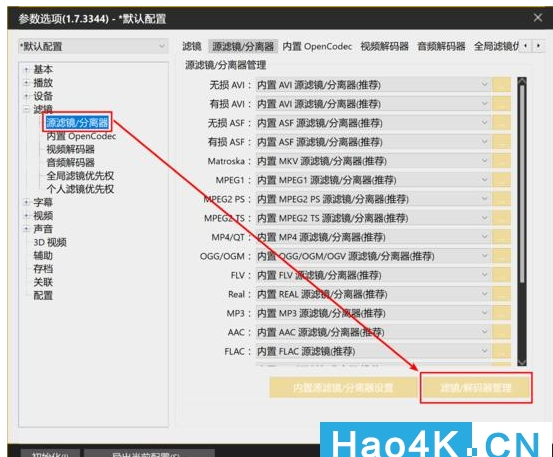 参数选项(1.7.3344) - *默认配置
*默认配置
滤镜 源滤镜/分离器 内置 OpenCodec 视频解码器 音频解码器 全局滤镜优
源滤镜/分离器管理
基本
播放
设备
滤镜
源滤镜/分离器
内置 OpenCodec
视频解码器
音频解码器
全局滤镜优先权
个人滤镜优先权
字幕
视频
声音
3D 视频
辅助
存档
关联
配置
无损 AVI : 内置 AVI 源滤镜/分离器(推荐)
有损 AVI : 内置 AVI 源滤镜/分离器(推荐)
无损 ASF : 内置 ASF 源滤镜/分离器(推荐)
有损 ASF : 内置 ASF 源滤镜/分离器(推荐)
Matroska : 内置 MKV 源滤镜/分离器(推荐)
MPEG1 : 内置 MPEG1 源滤镜/分离器(推荐)
MPEG2 PS : 内置 MPEG2 PS 源滤镜/分离器(推荐)
MPEG2 TS : 内置 MPEG2 TS 源滤镜/分离器(推荐)
MP4/QT : 内置 MP4 源滤镜/分离器(推荐)
OGG/OGM : 内置 OGG/OGM/OGV 源滤镜/分离器(推荐)
FLV : 内置 FLV 源滤镜/分离器(推荐)
Real : 内置 REAL 源滤镜/分离器(推荐)
MP3 : 内置 MP3 源滤镜/分离器(推荐)
AAC : 内置 AAC 源滤镜/分离器(推荐)
FLAC : 内置 FLAC 源滤镜(推荐)
内置源滤镜/分离器设置 滤镜/解码器管理
Hao4K.CN